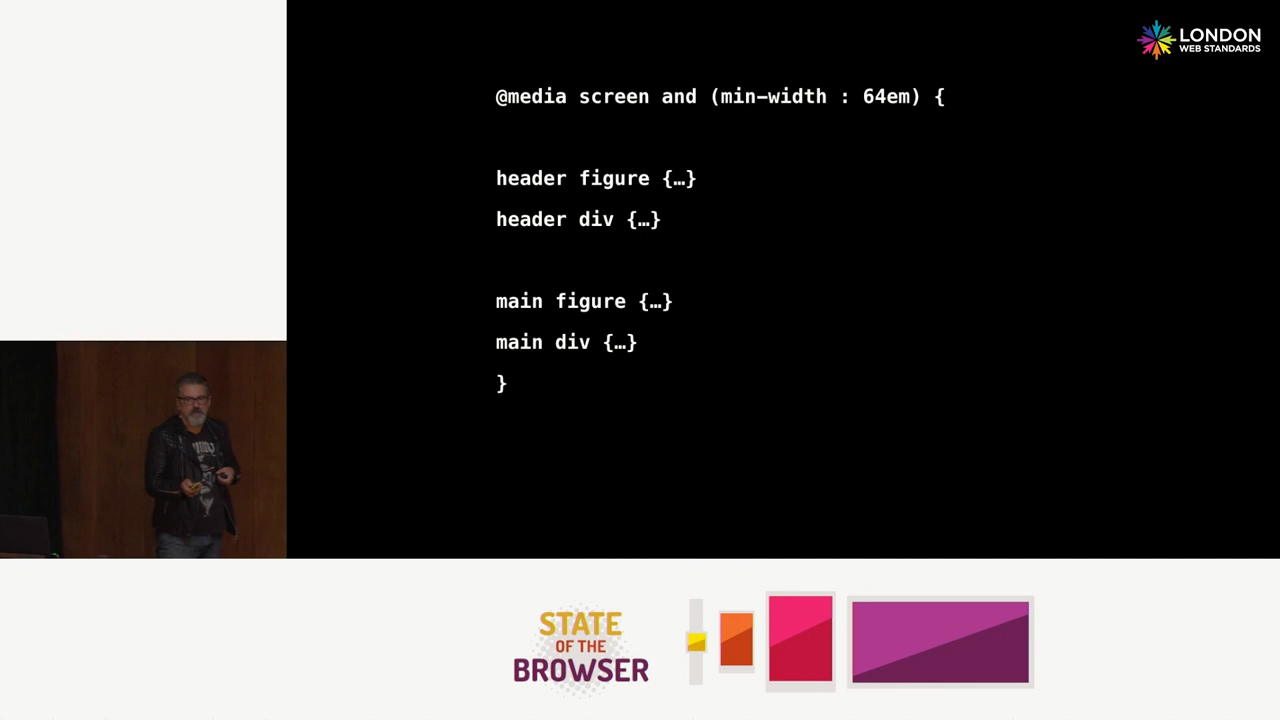 LONDON
WEB STANDARDS
@media screen and (min-width : 64em) {
header figure {…}
header div {…}
main figure {…}
main div {…}
}
STATE
OF THE
BROWSER